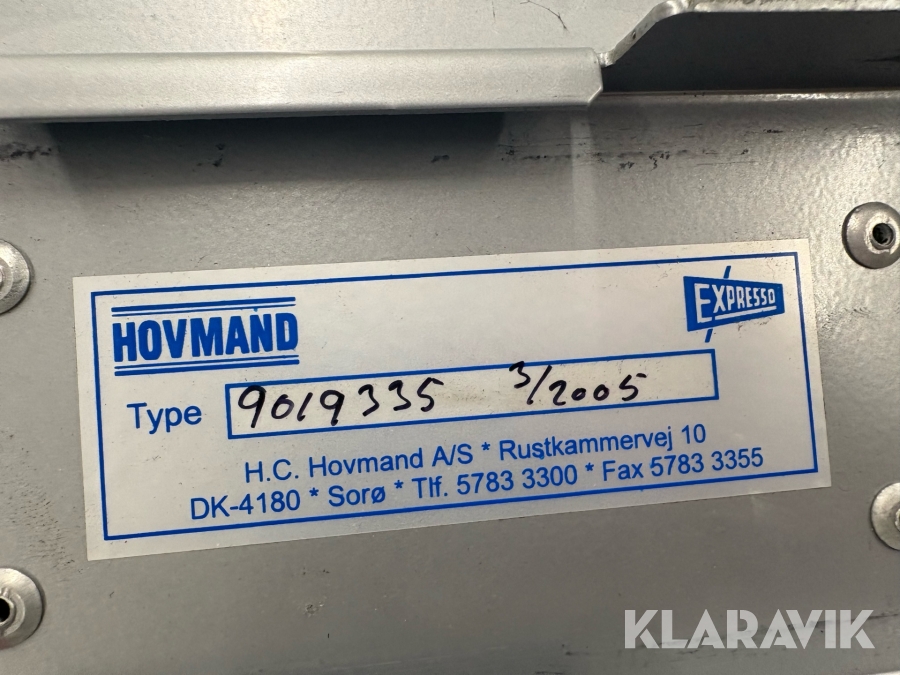 HOVMAND
EXPRESSO
Type 9019335 3/2005
H.C. Hovmand A/S * Rustkammervej 10
DK-4180 * Sorø * Tlf. 5783 3300 * Fax 5783 3355
KLARAVIK